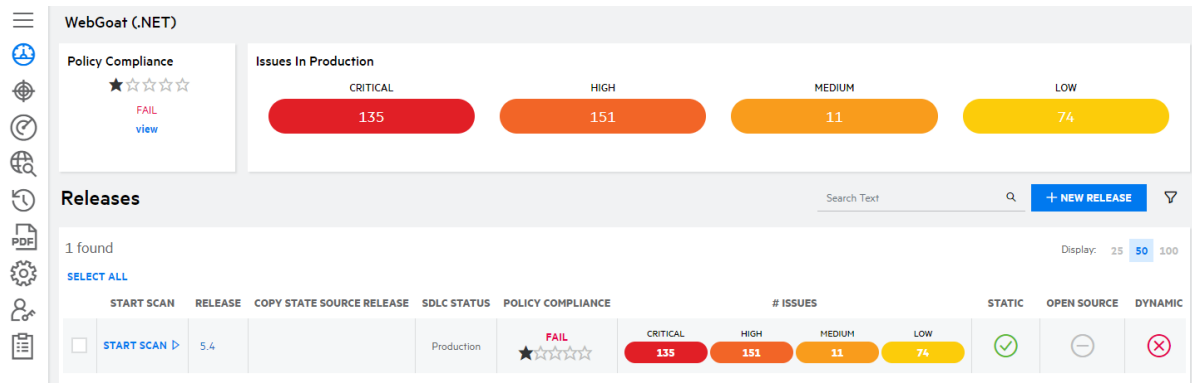 WebGoat (.NET)
Policy Compliance
FAIL
view
Issues In Production
CRITICAL HIGH MEDIUM LOW
135 151 11 74
Releases
Search Text
+ NEW RELEASE
PDF
1 found
Display: 25 50 100
SELECT ALL
START SCAN RELEASE COPY STATE SOURCE RELEASE SDLC STATUS POLICY COMPLIANCE # ISSUES STATIC OPEN SOURCE DYNAMIC
START SCAN 5.4 Production FAIL
CRITICAL HIGH MEDIUM LOW
135 151 11 74